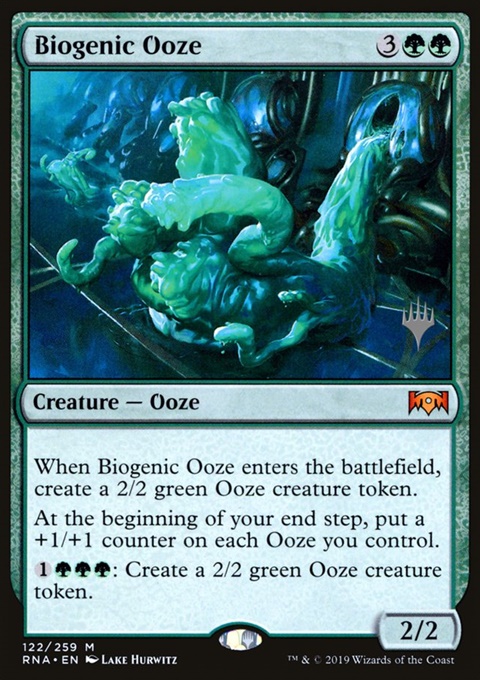 Biogenic Ooze 3
Creature — Ooze
When Biogenic Ooze enters the battlefield,
create a 2/2 green Ooze creature token.
At the beginning of your end step, put a
+1/+1 counter on each Ooze you control.
1: Create a 2/2 green Ooze creature
token.
2/2
122/259 M
RNA • EN Lake Hurwitz ™ & © 2019 Wizards of the Coast